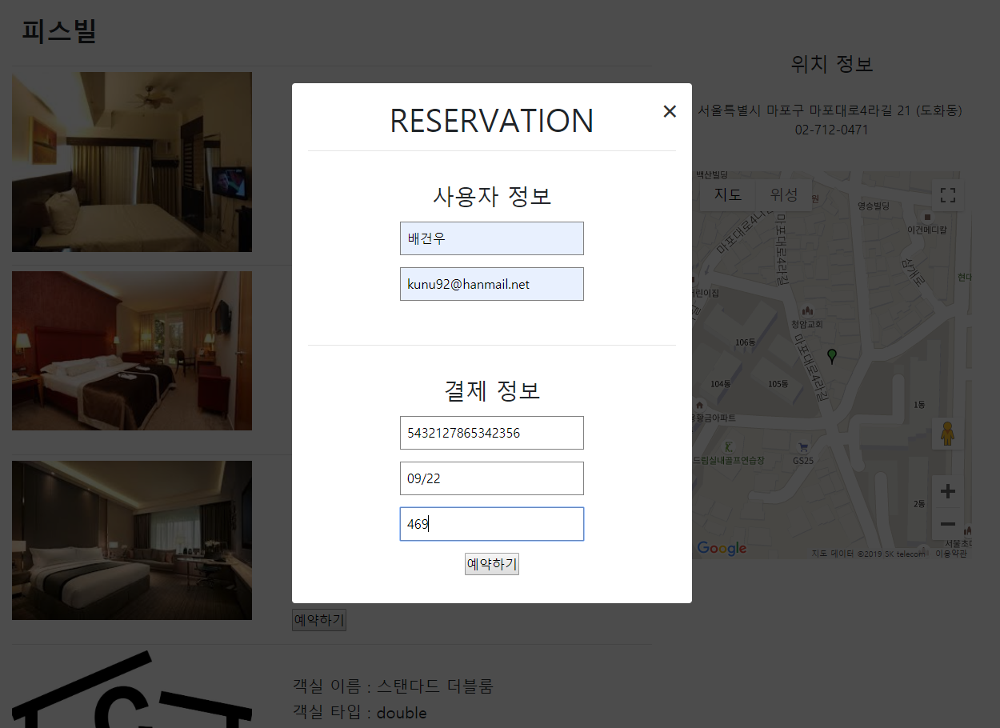 피스빌
RESERVATION
×
사용자 정보
배건우
kunu92@hanmail.net
결제 정보
5432127865342356
09/22
469
예약하기
예약하기
객실 이름 : 스탠다드 더블룸
객실 타입 : double
위치 정보
서울특별시 마포구 마포대로4라길 21 (도화동)
02-712-0471
백산빌딩
지도
위성
원
영승빌딩
이건메디칼
마포대로4나
마포대로4라길
삼개로
현대
어린이집
청암교회
106동
마포대로4라길
104동
105동
1동
황금아파트
드림실내골프연습장
GS25
2동
서울초
Google
지도 데이터 ©2019 SK telecom
이용약관